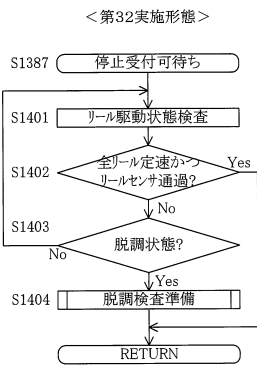 ＜第32実施形態＞
S1387 停止受付可待ち
S1401 リール駆動状態検査
S1402 全リール定速かつ
リールセンサ通過?
Yes
No
S1403 脱調状態?
No
Yes
S1404 脱調検査準備
RETURN